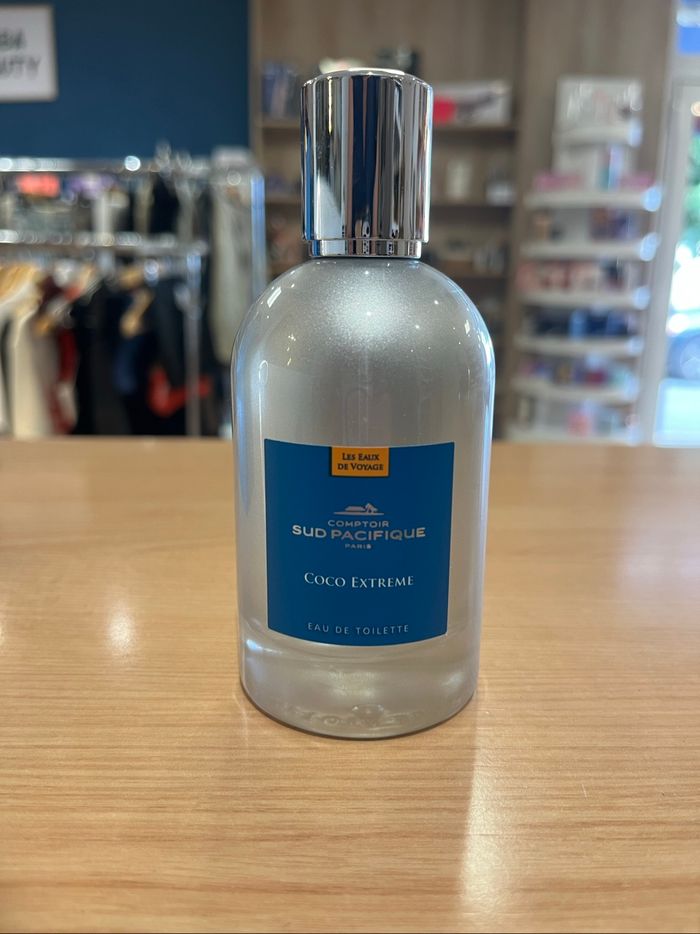 LES EAUX
DE VOYAGE
COMPTOIR
SUD PACIFIQUE
PARIS
COCO EXTREME
EAU DE TOILETTE